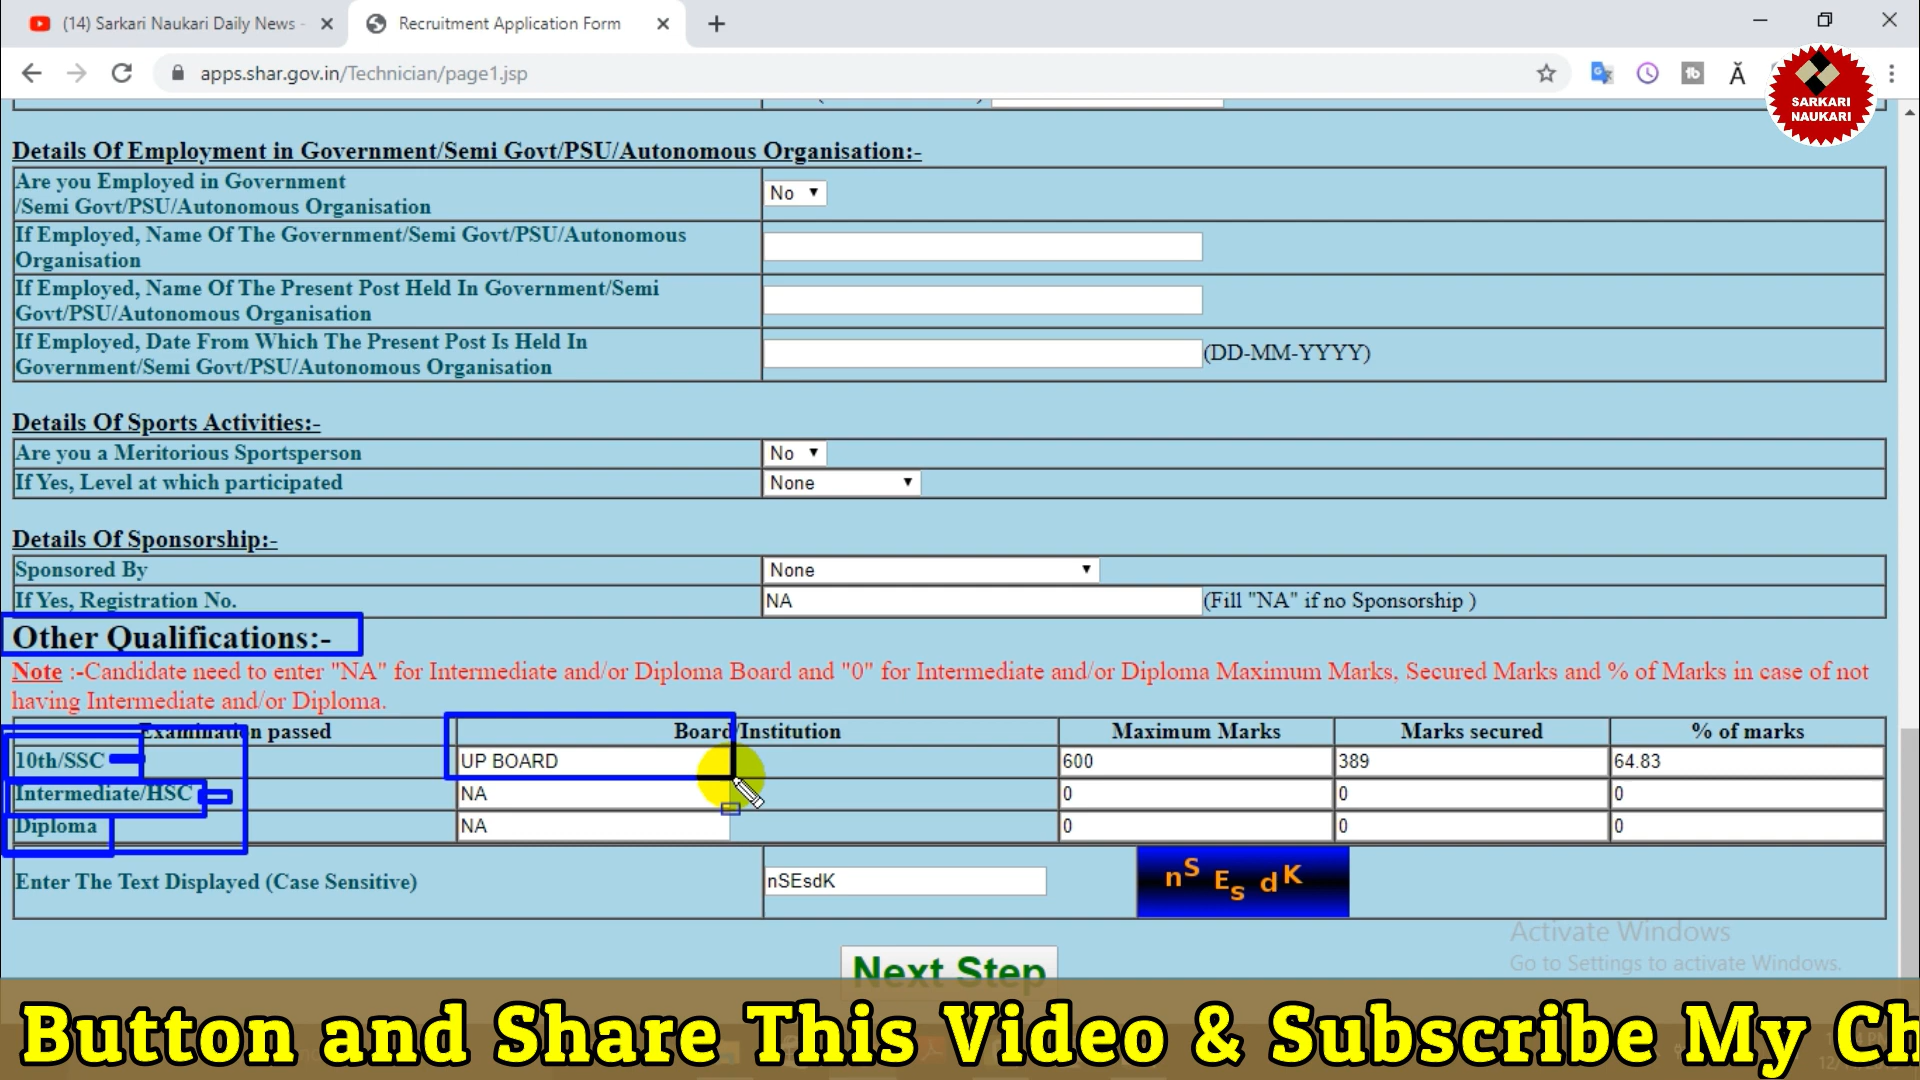 (14) Sarkari Naukari Daily News -
Recruitment Application Form
apps.shar.gov.in/Technician/page1.jsp
SARKARI
NAUKARI
Details Of Employment in Government/Semi Govt/PSU/Autonomous Organisation:-
Are you Employed in Government
/Semi Govt/PSU/Autonomous Organisation
No
If Employed, Name Of The Government/Semi Govt/PSU/Autonomous
Organisation
If Employed, Name Of The Present Post Held In Government/Semi
Govt/PSU/Autonomous Organisation
If Employed, Date From Which The Present Post Is Held In
Government/Semi Govt/PSU/Autonomous Organisation
(DD-MM-YYYY)
Details Of Sports Activities:-
Are you a Meritorious Sportsperson No
If Yes, Level at which participated None
Details Of Sponsorship:-
Sponsored By None
If Yes, Registration No. NA (Fill "NA" if no Sponsorship )
Other Qualifications:-
Note :-Candidate need to enter "NA" for Intermediate and/or Diploma Board and "0" for Intermediate and/or Diploma Maximum Marks, Secured Marks and % of Marks in case of not
having Intermediate and/or Diploma.
Examination passed Board/Institution Maximum Marks Marks secured % of marks
10th/SSC UP BOARD 600 389 64.83
Intermediate/HSC NA 0 0 0
Diploma NA 0 0 0
Enter The Text Displayed (Case Sensitive) nSEsdK nSEsdK
Activate Windows
Go to Settings to activate Windows.
Next Step
Button and Share This Video & Subscribe My Ch